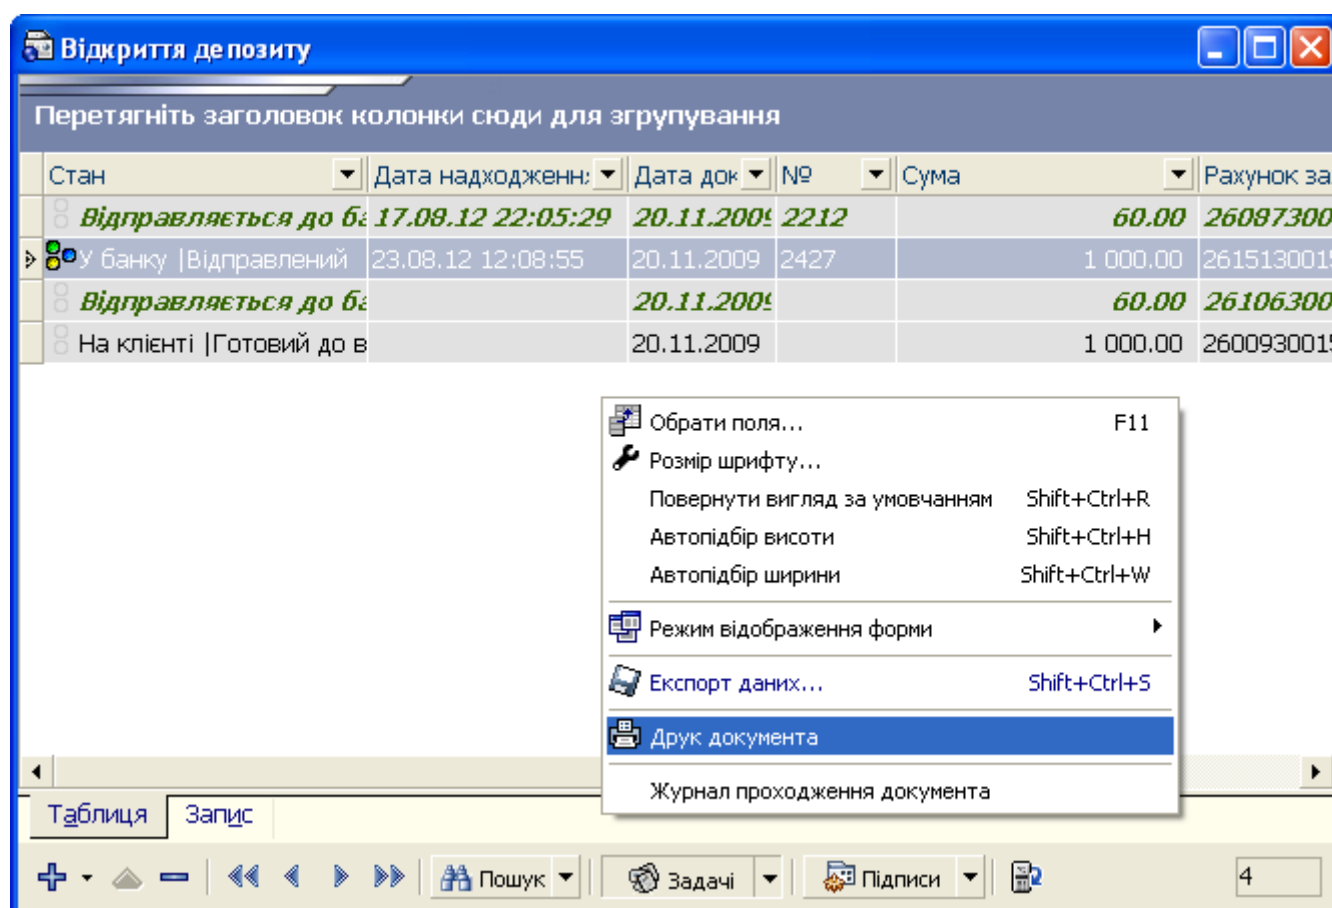 Відкриття депозиту
Перетягніть заголовок колонки сюди для згрупування
Стан Дата надходженн Дата док № Сума Рахунок за
Відправляється до ба 17.08.12 22:05:29 20.11.2009 2212 60.00 26087300
У банку |Відправлений 23.08.12 12:08:55 20.11.2009 2427 1 000.00 261513001
Відправляється до ба 20.11.2009 60.00 26106300
На клієнті |Готовий до в 20.11.2009 1 000.00 260093001
Обрати поля... F11
Розмір шрифту...
Повернути вигляд за умовчанням Shift+Ctrl+R
Автопідбір висоти Shift+Ctrl+H
Автопідбір ширини Shift+Ctrl+W
Режим відображення форми
Експорт даних... Shift+Ctrl+S
Друк документа
Журнал проходження документа
Таблиця Запис
Пошук Задачі Підписи 4